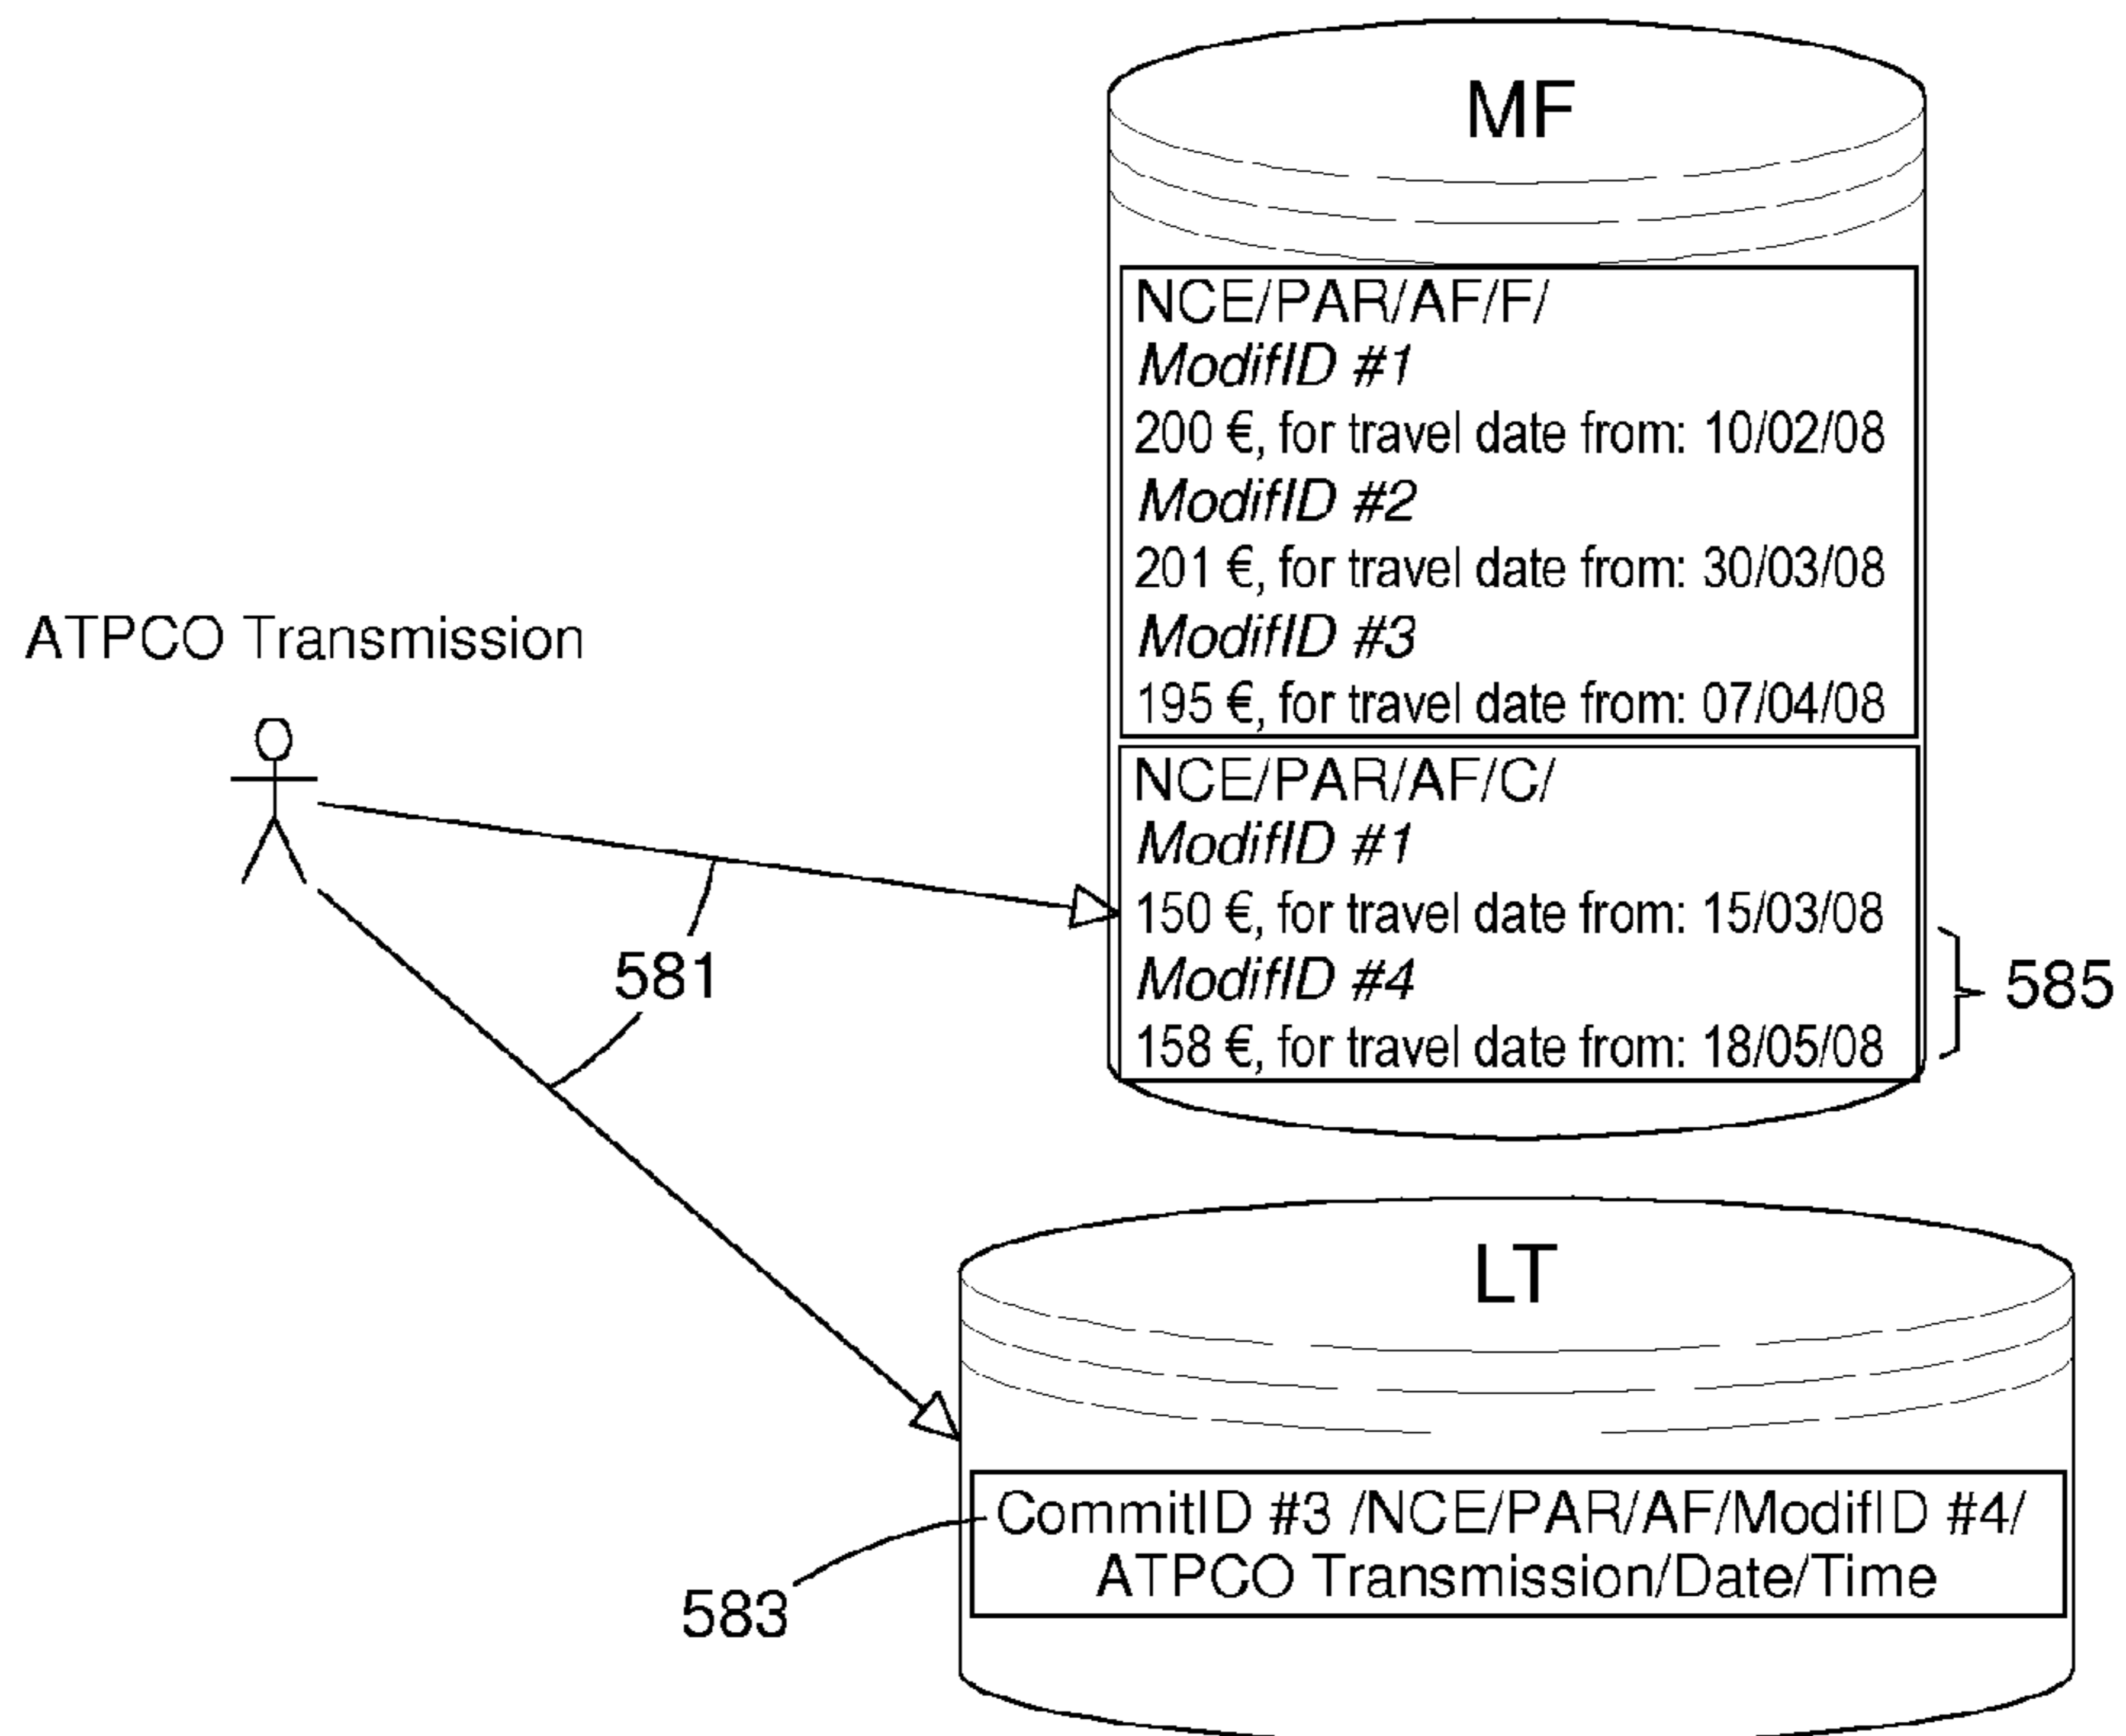 MF
NCE/PAR/AF/F/
ModifID #1
200 €, for travel date from: 10/02/08
ModifID #2
201 €, for travel date from: 30/03/08
ModifID #3
195 €, for travel date from: 07/04/08
NCE/PAR/AF/C/
ModifID #1
150 €, for travel date from: 15/03/08
ModifID #4
158 €, for travel date from: 18/05/08
585
ATPCO Transmission
581
LT
CommitID #3 /NCE/PAR/AF/ModifID #4/
ATPCO Transmission/Date/Time
583